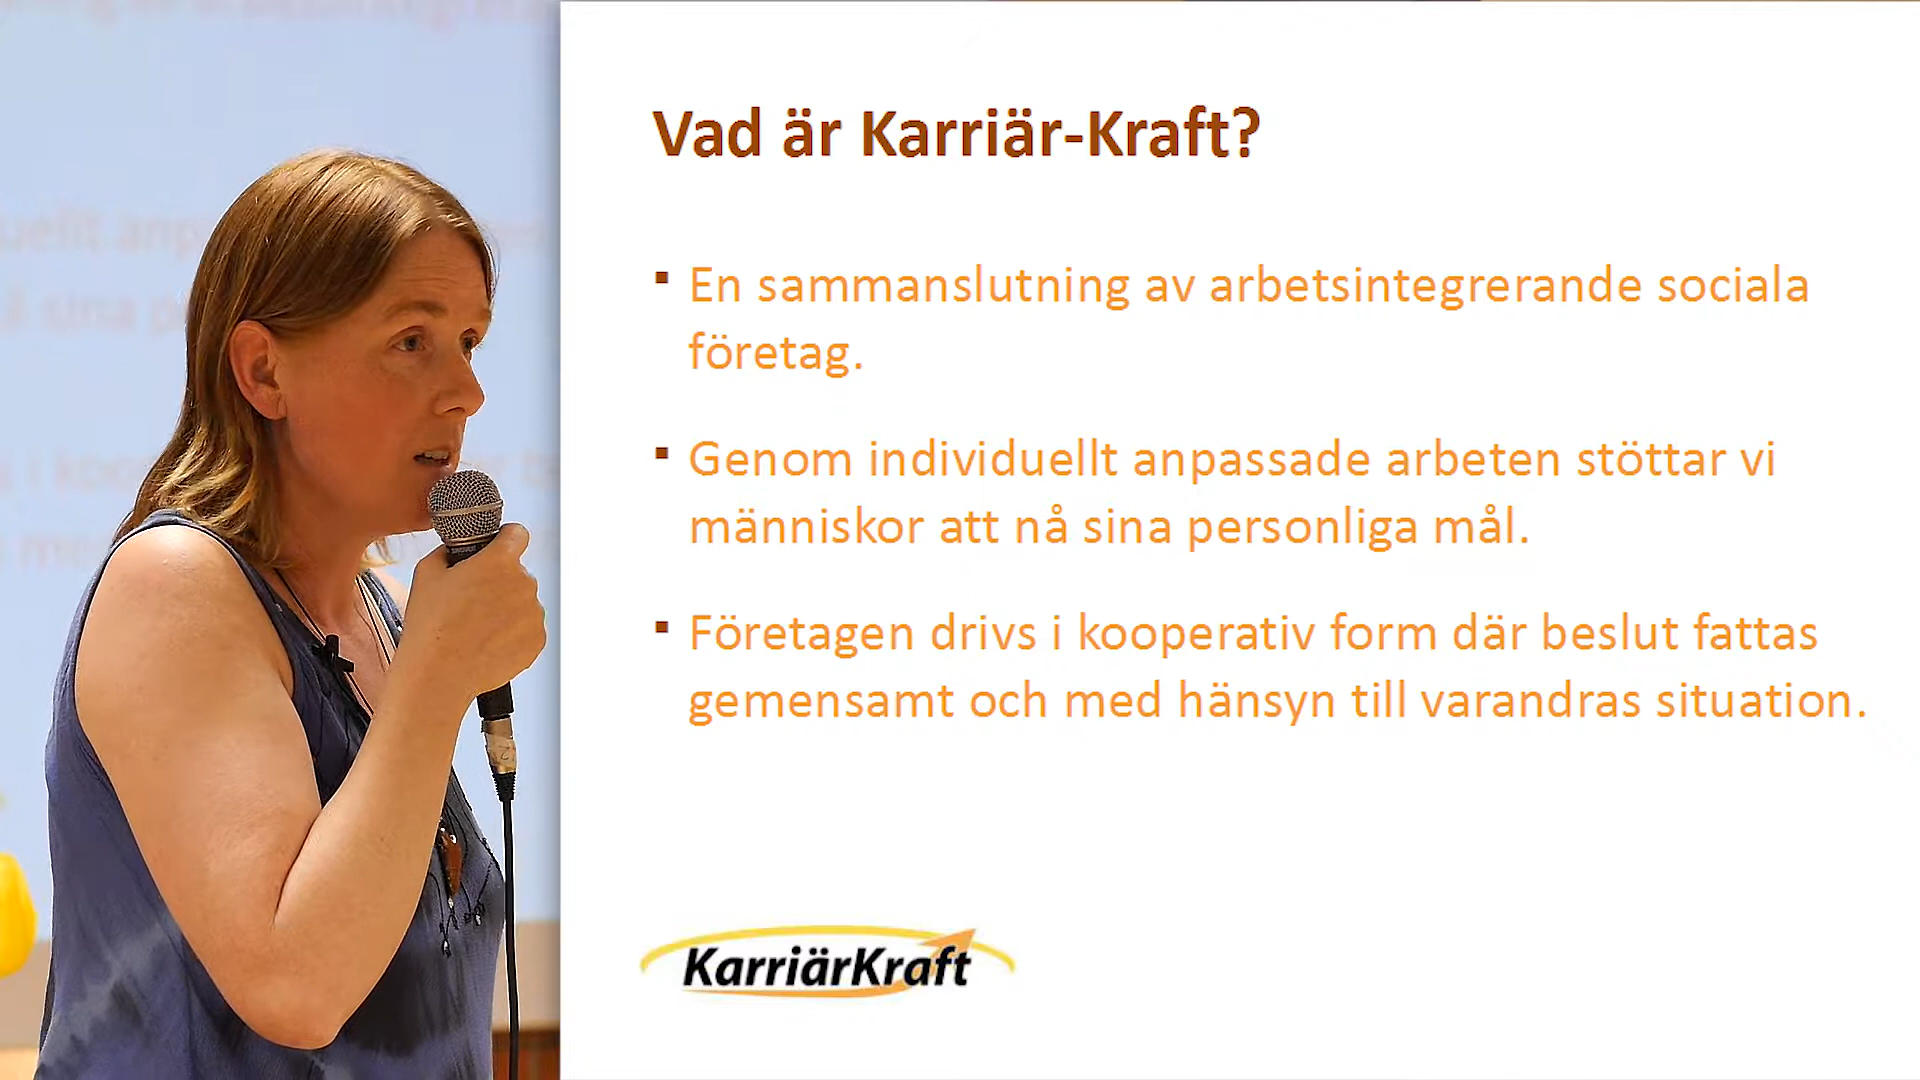 Vad är Karriär-Kraft?
En sammanslutning av arbetsintegrerande sociala
företag.
Genom individuellt anpassade arbeten stöttar vi
människor att nå sina personliga mål.
Företagen drivs i kooperativ form där beslut fattas
gemensamt och med hänsyn till varandras situation.
KarriärKraft